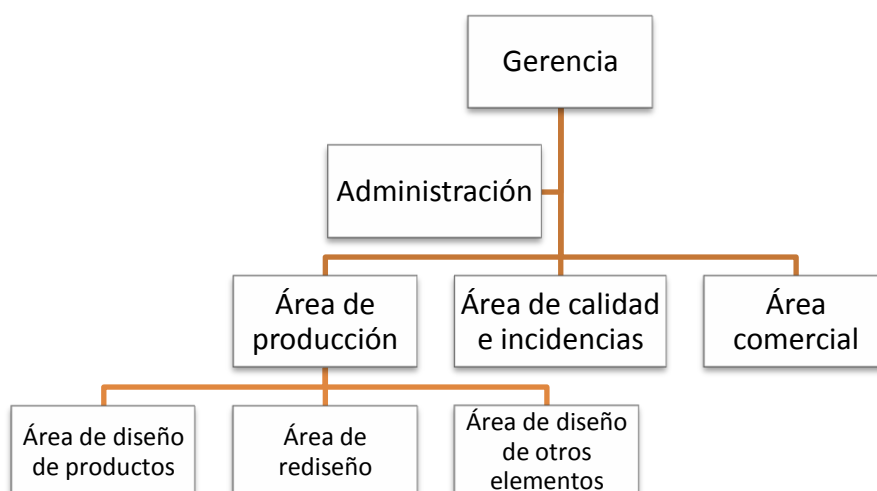 Gerencia
Administración
Área de
producción
Área de calidad
e incidencias
Área
comercial
Área de diseño
de productos
Área de
rediseño
Área de diseño
de otros
elementos